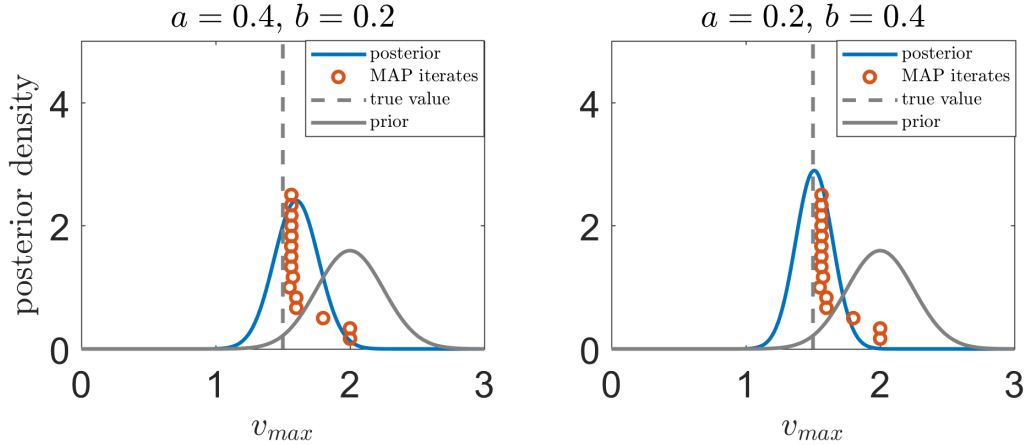 a = 0.4, b = 0.2
posterior density
4
2
0
0
1
2
3
v_max
posterior
MAP iterates
true value
prior
a = 0.2, b = 0.4
4
2
0
0
1
2
3
v_max
posterior
MAP iterates
true value
prior